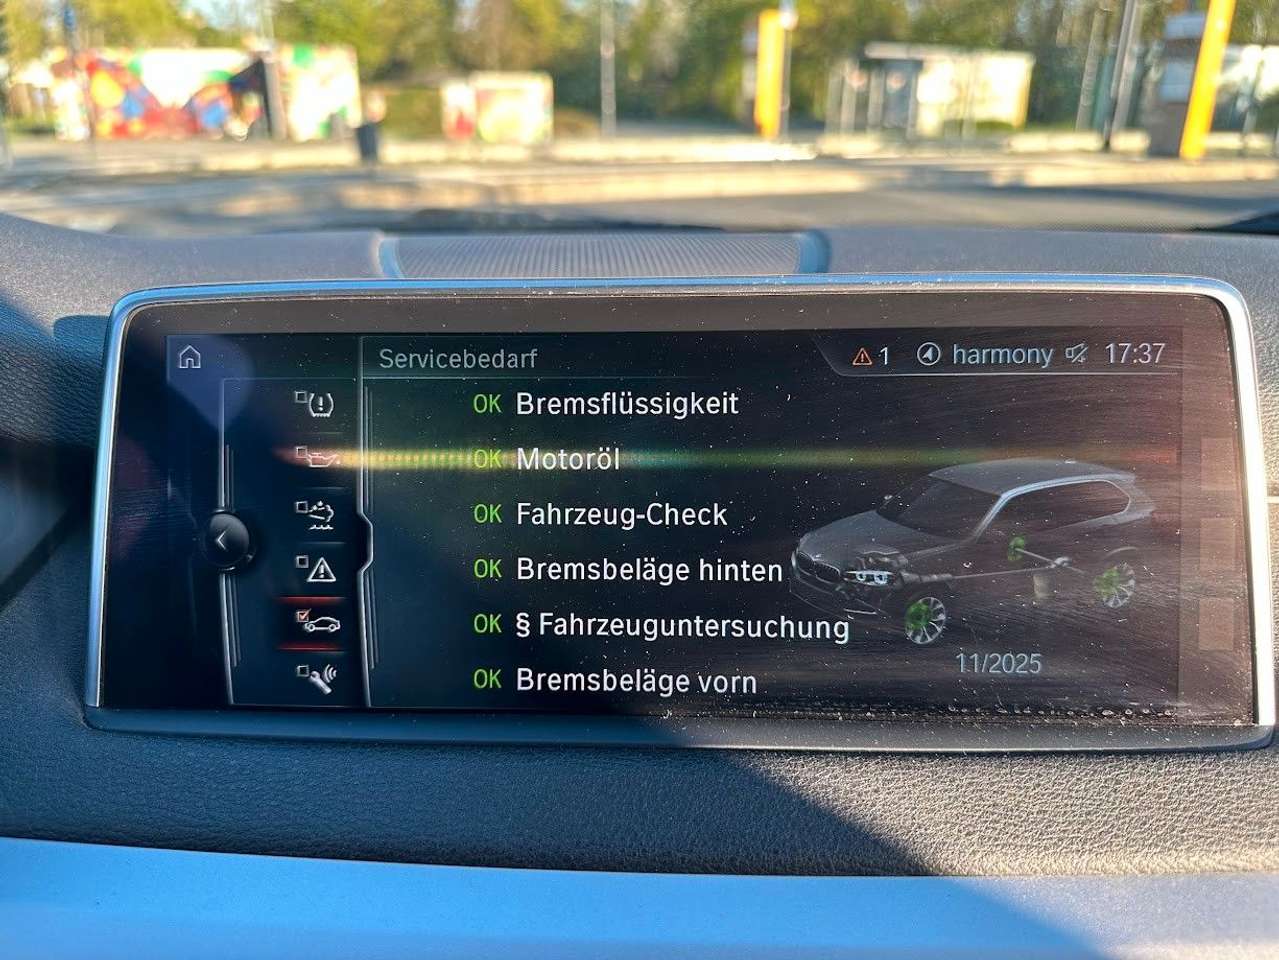 Servicebedarf
1 harmony 17:37
OK Bremsflüssigkeit
OK Motoröl
OK Fahrzeug-Check
OK Bremsbeläge hinten
OK § Fahrzeuguntersuchung
11/2025
OK Bremsbeläge vorn